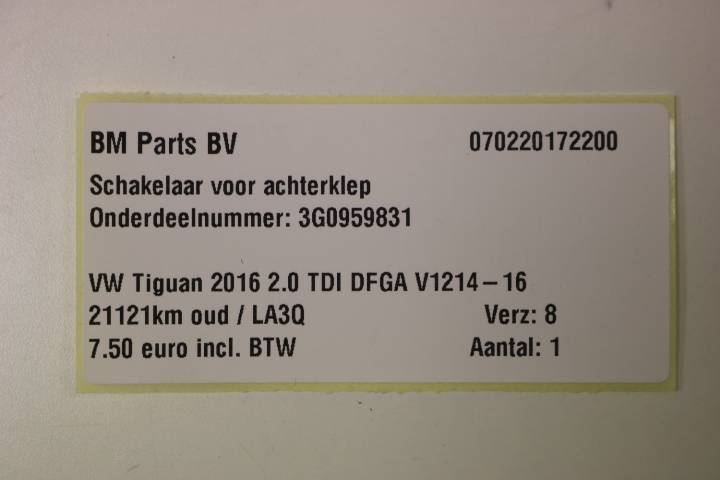 BM Parts BV 070220172200
Schakelaar voor achterklep
Onderdeelnummer: 3G0959831
VW Tiguan 2016 2.0 TDI DFGA V1214-16
21121km oud / LA3Q Verz: 8
7.50 euro incl. BTW Aantal: 1